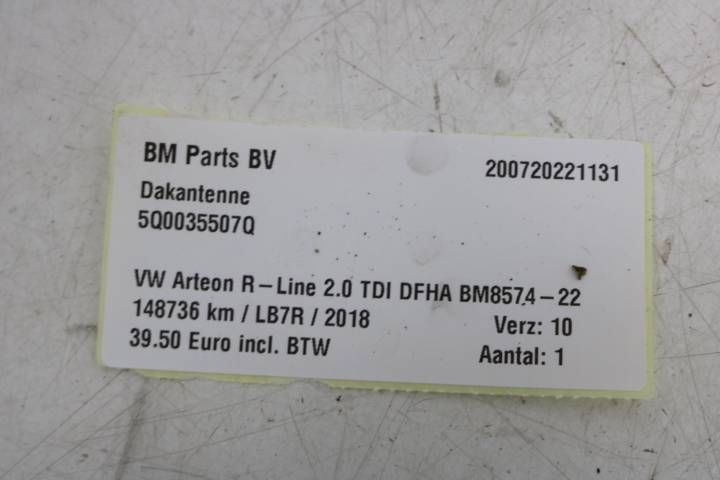 BM Parts BV 200720221131
Dakantenne
5Q0035507Q
VW Arteon R-Line 2.0 TDI DFHA BM8574-22
148736 km / LB7R / 2018 Verz: 10
39.50 Euro incl. BTW Aantal: 1